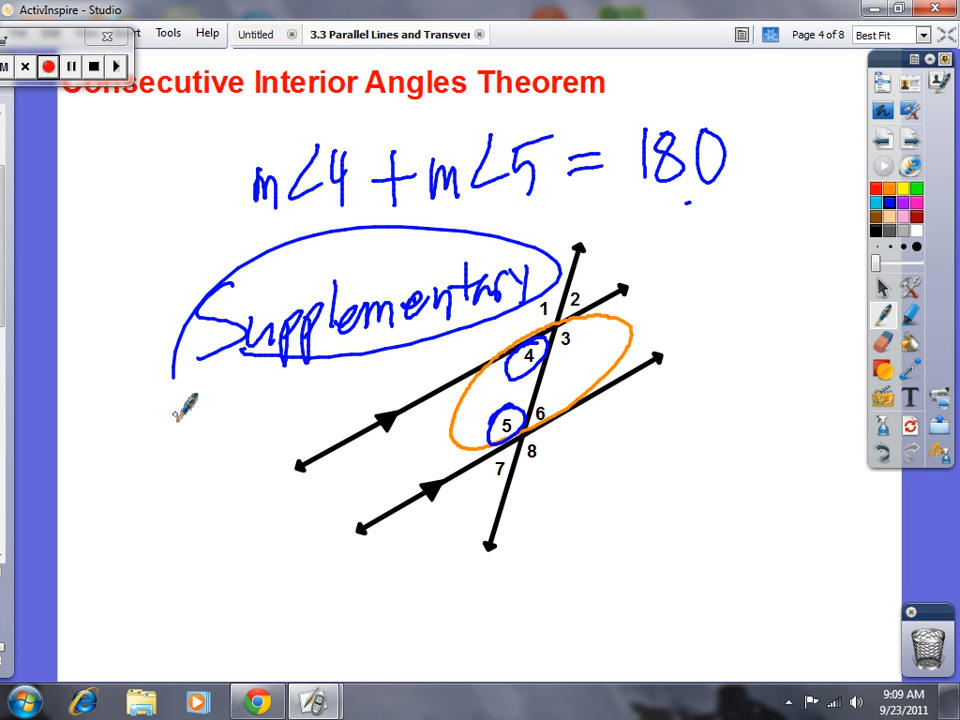 ActivInspire - Studio
Tools Help Untitled 3.3 Parallel Lines and Transver Page 4 of 8 Best Fit
M
Consecutive Interior Angles Theorem
m∠4 + m∠5 = 180
Supplementary
1 2
3
4
5 6
7 8
T
9:09 AM
9/23/2011